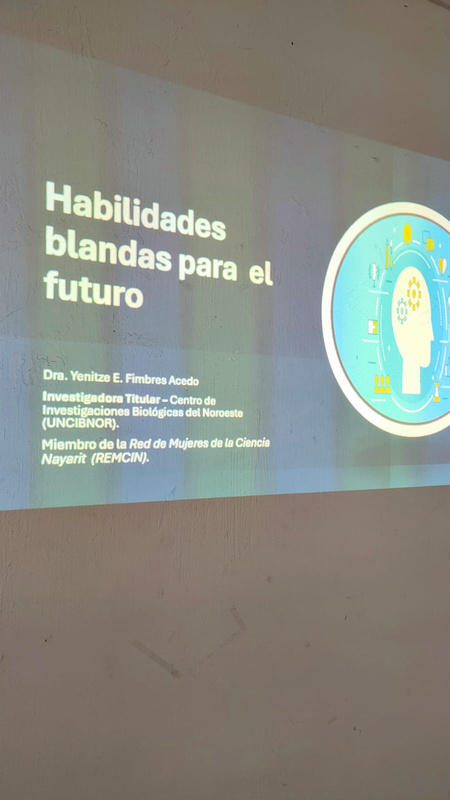 Habilidades
blandas para el
futuro
Dra. Yenitze E. Fimbres Acedo
Investigadora Titular – Centro de
Investigaciones Biológicas del Noroeste
(UNCIBNOR).
Miembro de la Red de Mujeres de la Ciencia
Nayarit (REMCIN).